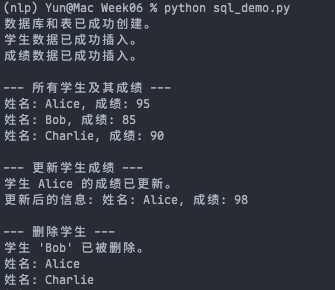 (nlp) Yun@Mac Week06 % python sql_demo.py
数据库和表已成功创建。
学生数据已成功插入。
成绩数据已成功插入。
--- 所有学生及其成绩 ---
姓名: Alice, 成绩: 95
姓名: Bob, 成绩: 85
姓名: Charlie, 成绩: 90
--- 更新学生成绩 ---
学生 Alice 的成绩已更新。
更新后的信息: 姓名: Alice, 成绩: 98
--- 删除学生 ---
学生 'Bob' 已被删除。
姓名: Alice
姓名: Charlie